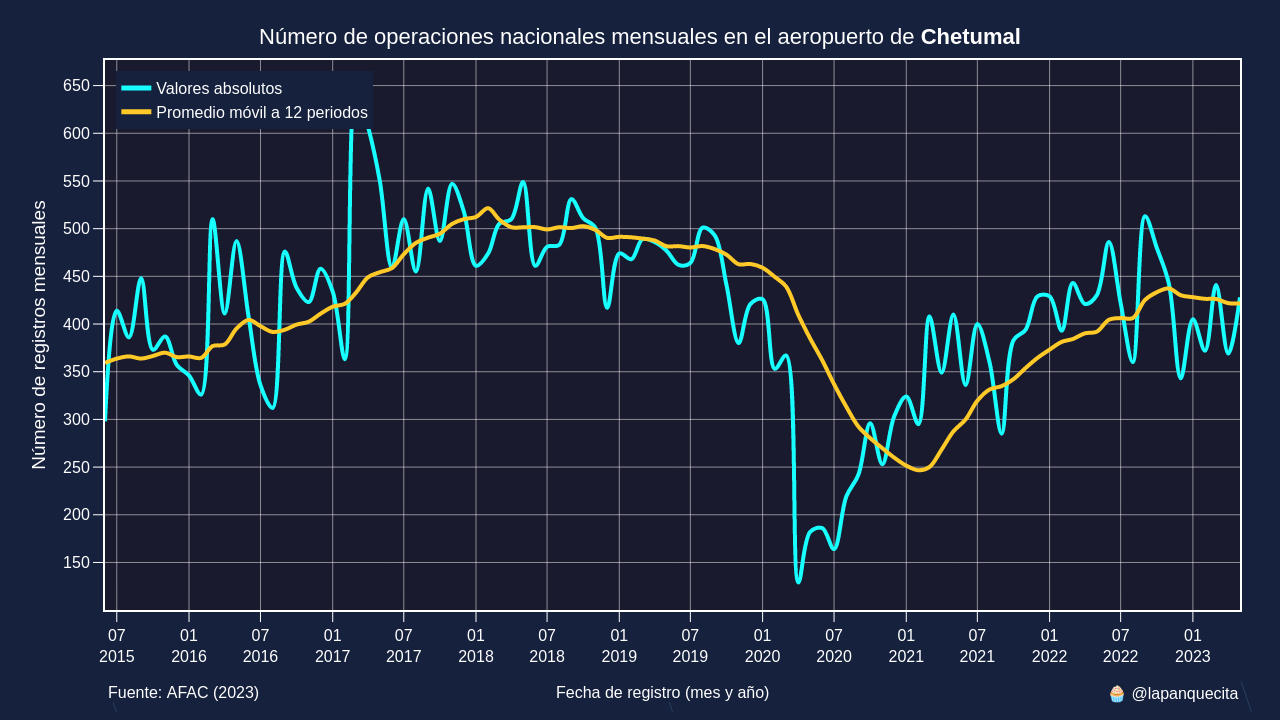 Número de operaciones nacionales mensuales en el aeropuerto de Chetumal
Valores absolutos
Promedio móvil a 12 periodos
Número de registros mensuales
650
600
550
500
450
400
350
300
250
200
150
07 01 07 01 07 01 07 01 07 01 07 01 07 01 07 01
2015 2016 2016 2017 2017 2018 2018 2019 2019 2020 2020 2021 2021 2022 2022 2023
Fuente: AFAC (2023) Fecha de registro (mes y año) 🧁 @lapanquecita